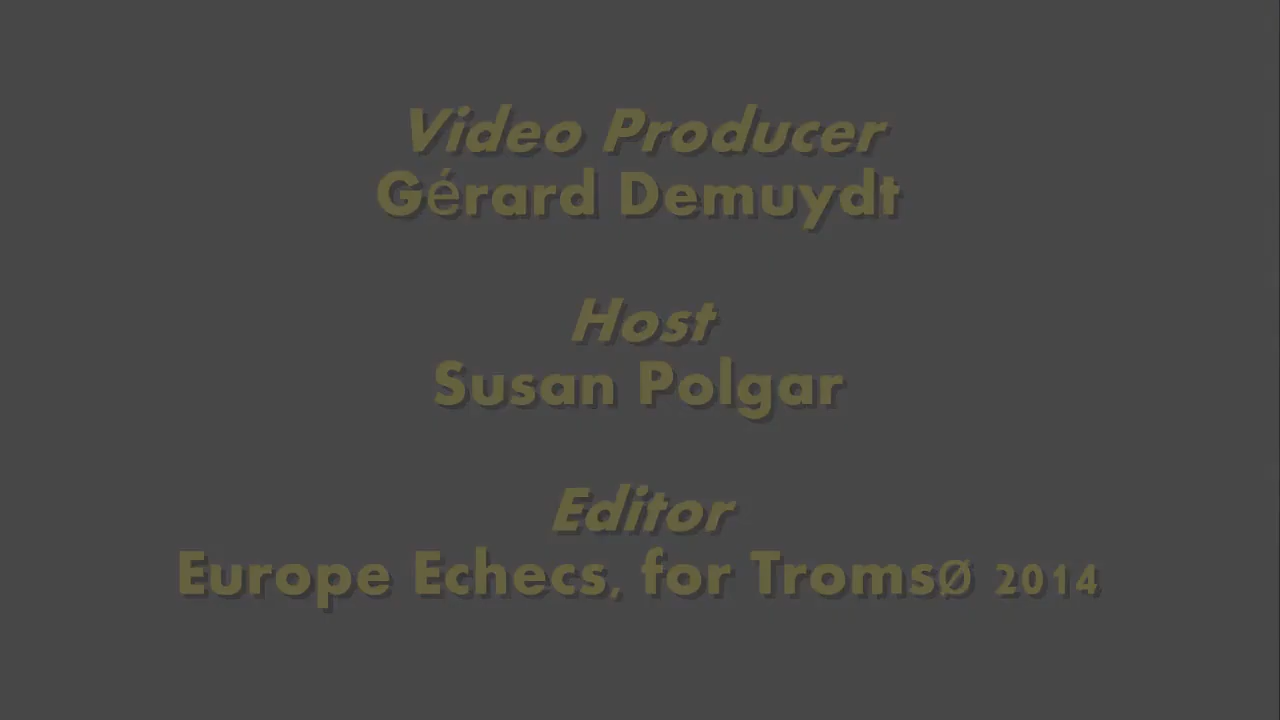 Video Producer
Gérard Demuydt
Host
Susan Polgar
Editor
Europe Echecs, for TromsØ 2014